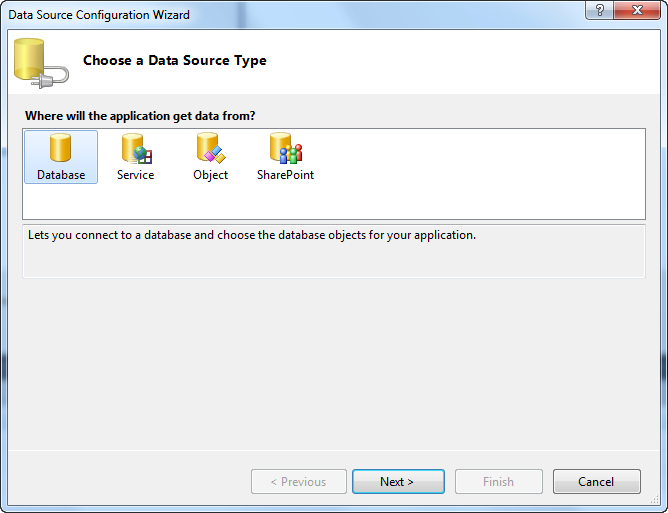 Data Source Configuration Wizard
?
Choose a Data Source Type
Where will the application get data from?
Database Service Object SharePoint
Lets you connect to a database and choose the database objects for your application.
< Previous Next > Finish Cancel